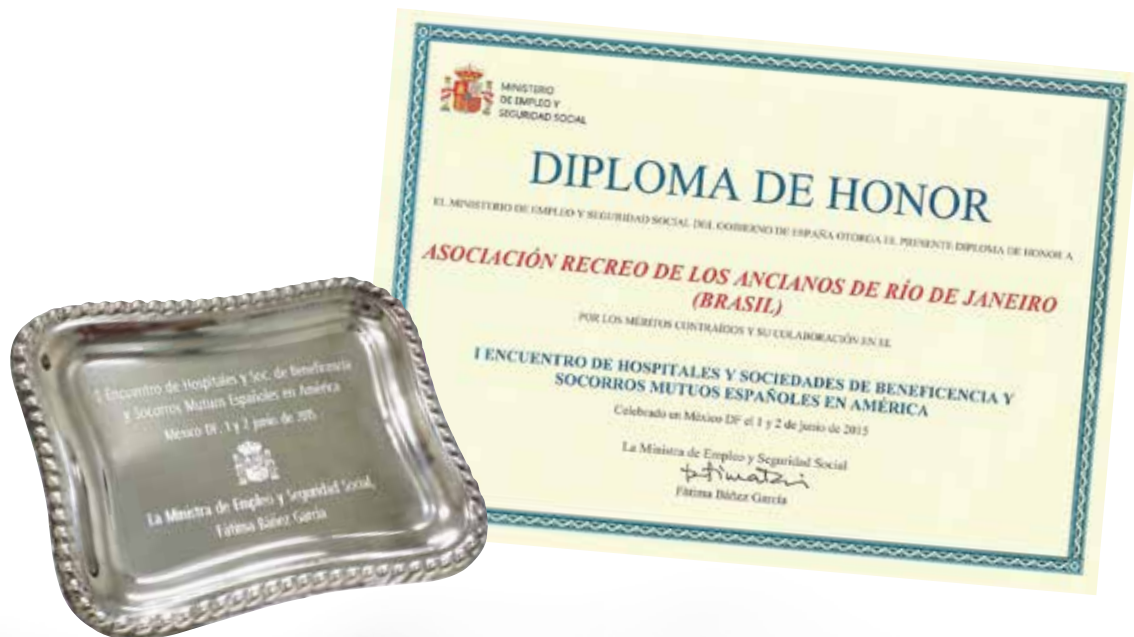 MINISTERIO
DE EMPLEO Y
SEGURIDAD SOCIAL
DIPLOMA DE HONOR
EL MINISTERIO DE EMPLEO Y SEGURIDAD SOCIAL DEL GOBIERNO DE ESPAÑA OTORGA EL PRESENTE DIPLOMA DE HONOR A
ASOCIACIÓN RECREO DE LOS ANCIANOS DE RÍO DE JANEIRO
(BRASIL)
POR LOS MÉRITOS CONTRAÍDOS Y SU COLABORACIÓN EN EL
I ENCUENTRO DE HOSPITALES Y SOCIEDADES DE BENEFICENCIA Y
SOCORROS MUTUOS ESPAÑOLES EN AMÉRICA
Celebrado en México DF el 1 y 2 de junio de 2015
La Ministra de Empleo y Seguridad Social
Fátima Báñez García
I Encuentro de Hospitales y Soc. de Beneficencia
y Socorros Mutuos Españoles en América
México DF, 1 y 2 junio de 2015
La Ministra de Empleo y Seguridad Social,
Fátima Báñez García